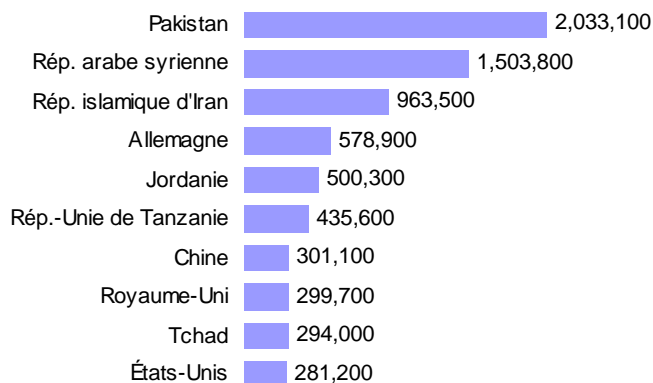 Pakistan 2,033,100
Rép. arabe syrienne 1,503,800
Rép. islamique d'Iran 963,500
Allemagne 578,900
Jordanie 500,300
Rép.-Unie de Tanzanie 435,600
Chine 301,100
Royaume-Uni 299,700
Tchad 294,000
États-Unis 281,200